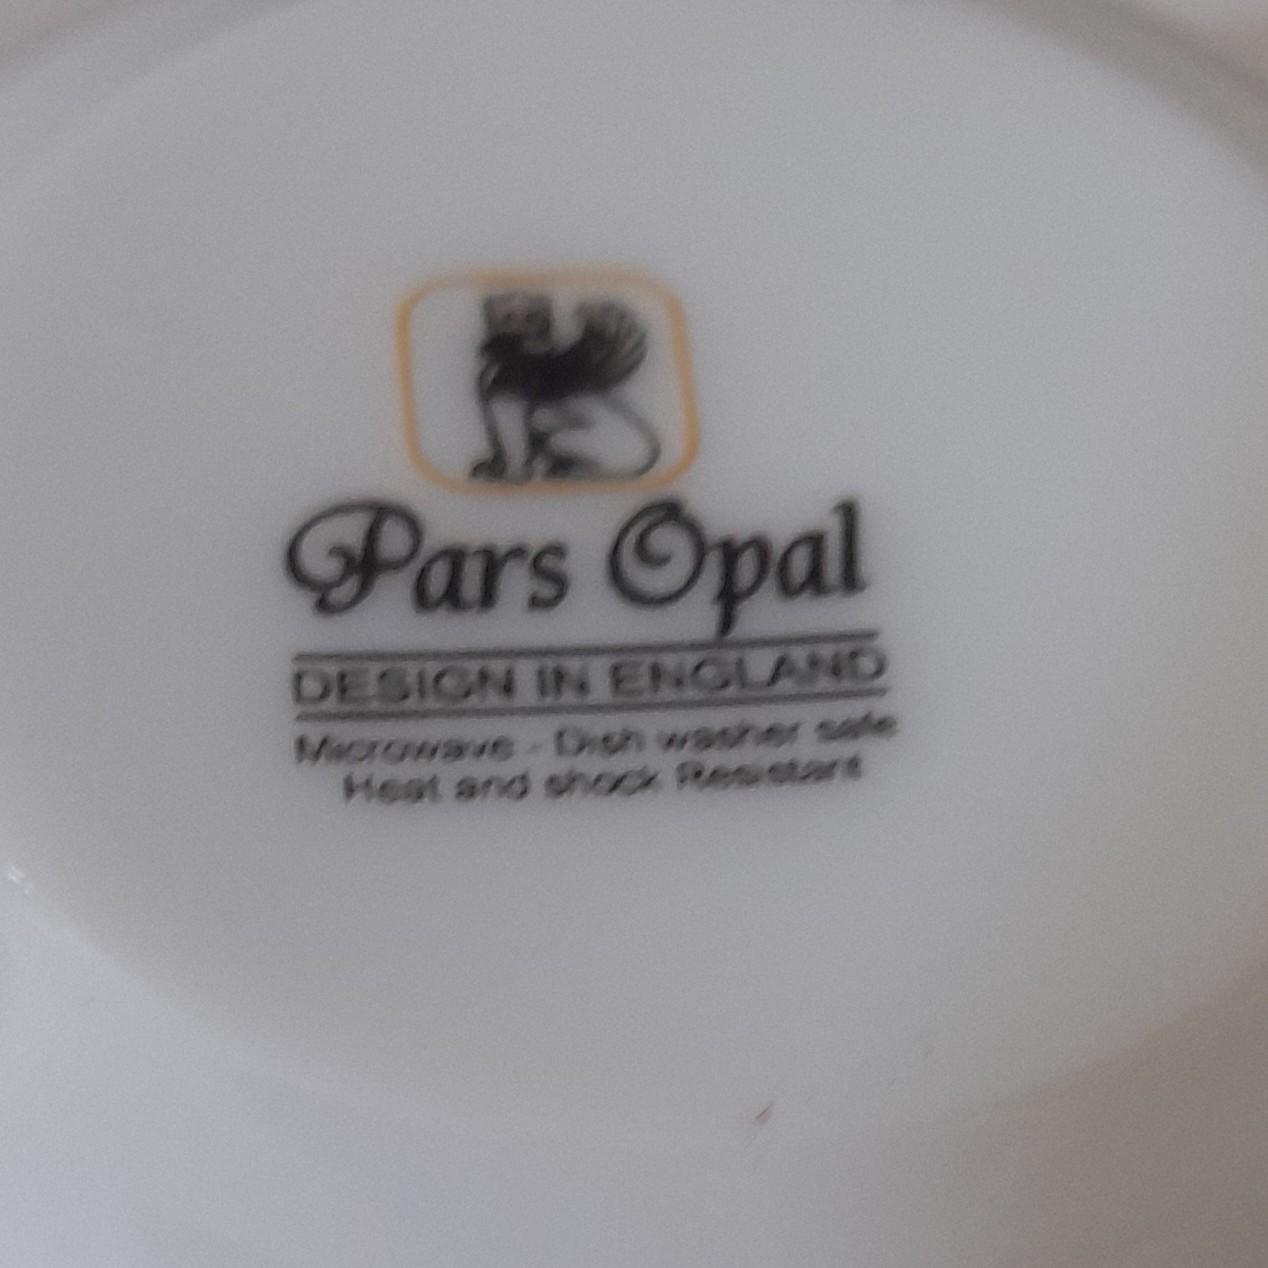 Pars Opal
DESIGN IN ENGLAND
Microwave - Dish washer safe
Heat and shock Resistant